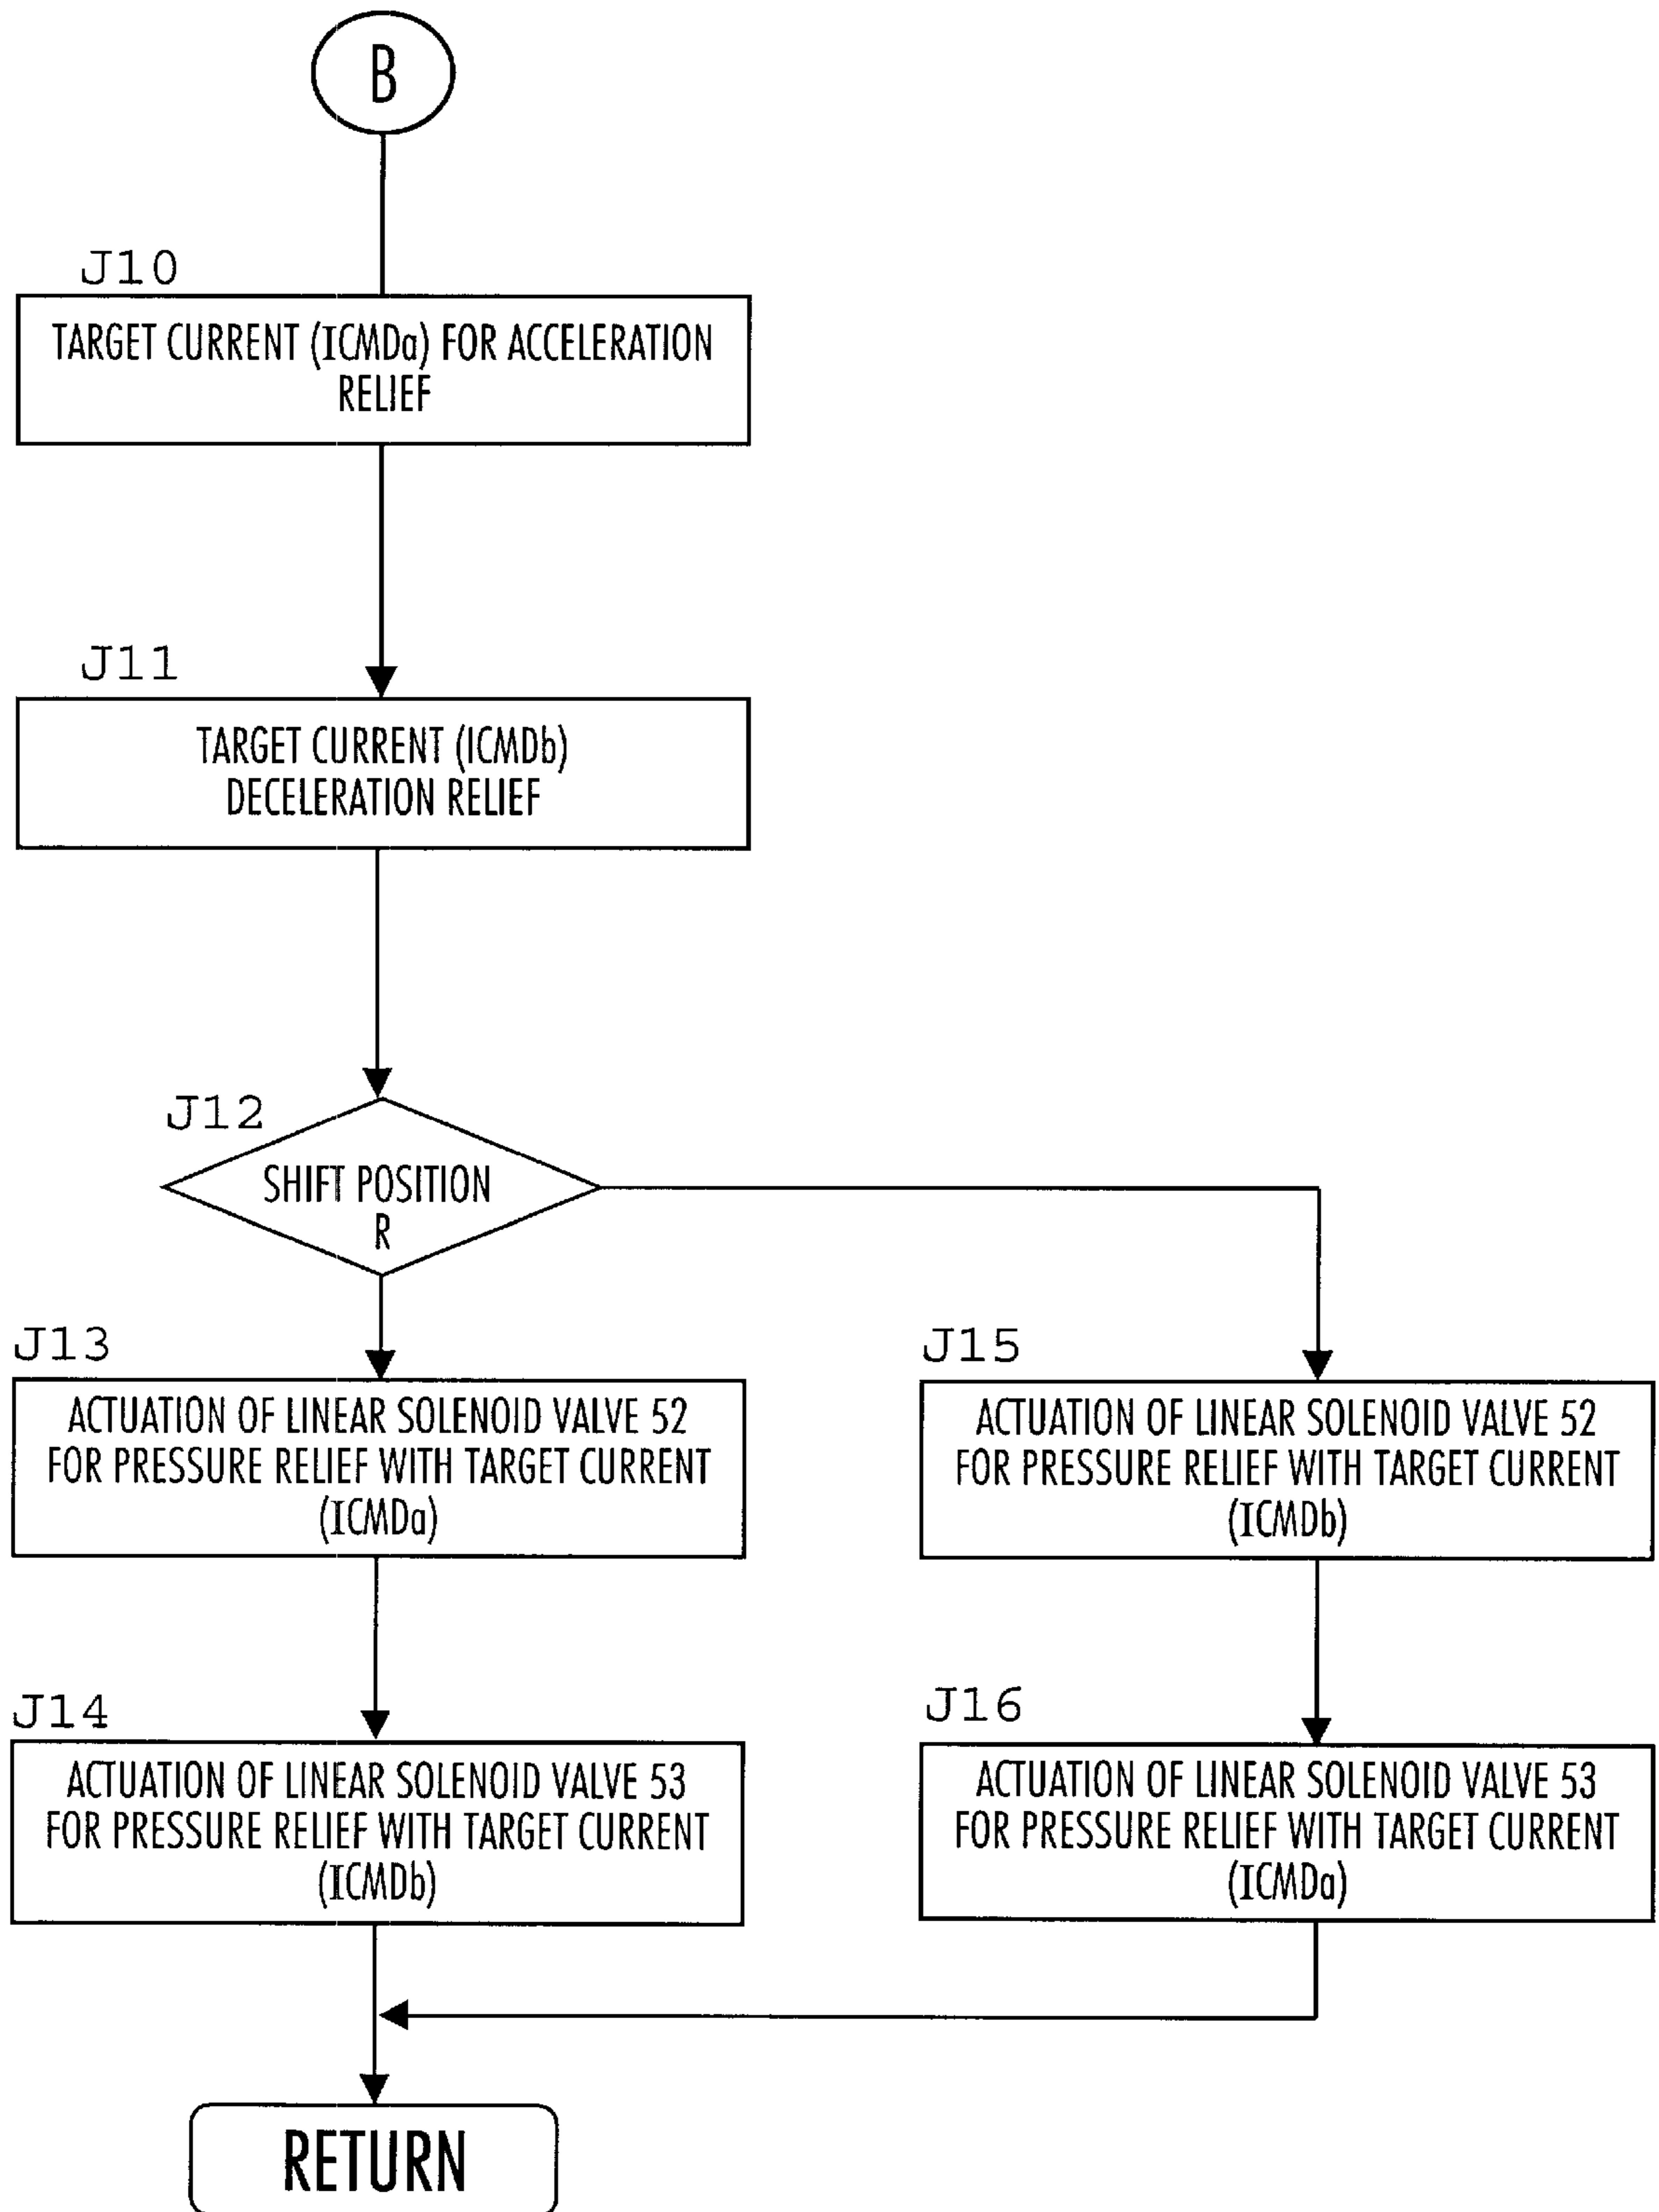 B
J10
TARGET CURRENT (ICMDa) FOR ACCELERATION
RELIEF
J11
TARGET CURRENT (ICMDb)
DECELERATION RELIEF
J12
SHIFT POSITION
R
J13
ACTUATION OF LINEAR SOLENOID VALVE 52
FOR PRESSURE RELIEF WITH TARGET CURRENT
(ICMDa)
J15
ACTUATION OF LINEAR SOLENOID VALVE 52
FOR PRESSURE RELIEF WITH TARGET CURRENT
(ICMDb)
J14
ACTUATION OF LINEAR SOLENOID VALVE 53
FOR PRESSURE RELIEF WITH TARGET CURRENT
(ICMDb)
J16
ACTUATION OF LINEAR SOLENOID VALVE 53
FOR PRESSURE RELIEF WITH TARGET CURRENT
(ICMDa)
RETURN